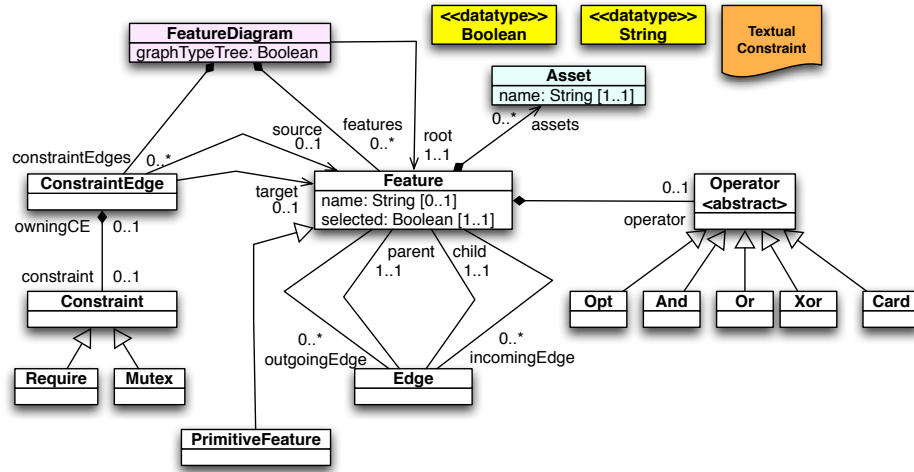 FeatureDiagram
graphTypeTree: Boolean
<<datatype>>
Boolean
<<datatype>>
String
Textual
Constraint
Asset
name: String [1..1]
0..*
assets
constraintEdges
0..*
source
0..1
features
0..*
root
1..1
ConstraintEdge
target
0..1
Feature
name: String [0..1]
selected: Boolean [1..1]
0..1
operator
Operator
<abstract>
owningCE
0..1
constraint
0..1
parent
1..1
child
1..1
Constraint
Opt
And
Or
Xor
Card
0..*
outgoingEdge
0..*
incomingEdge
Require
Mutex
Edge
PrimitiveFeature